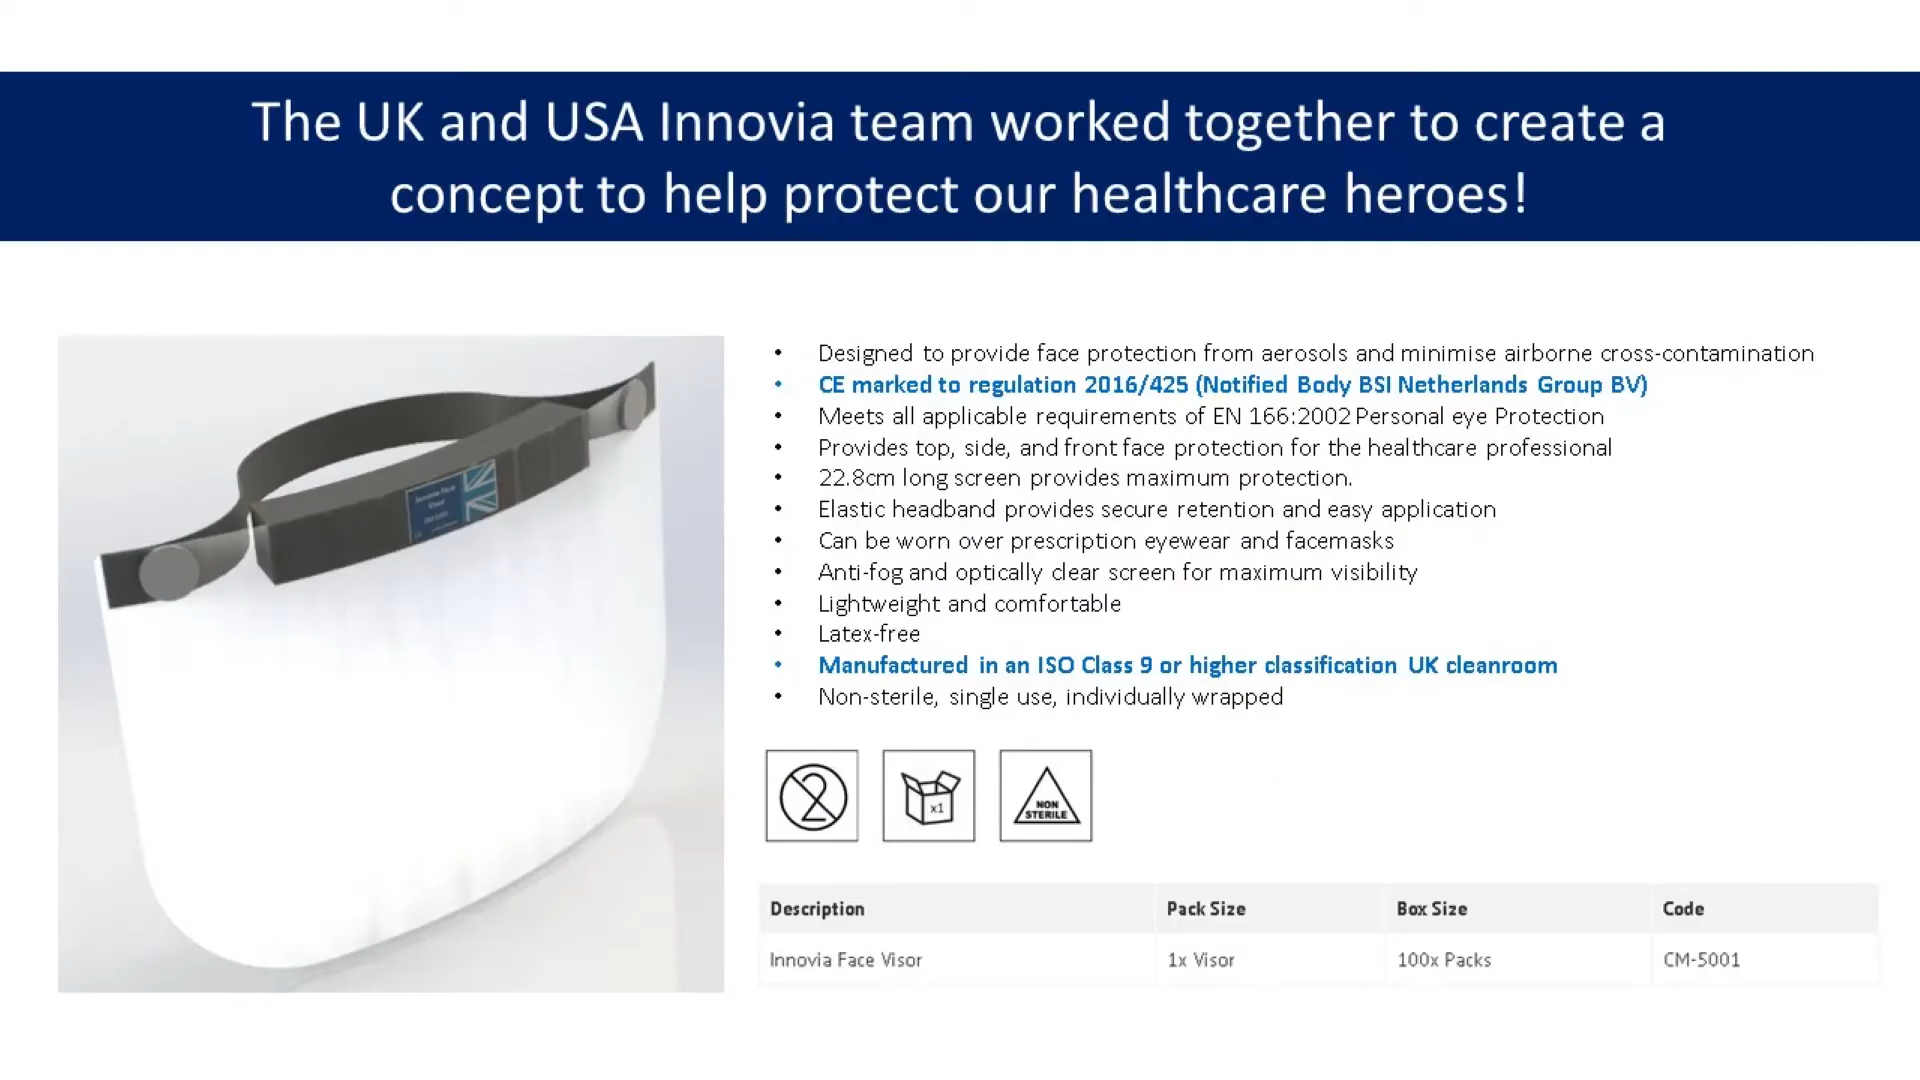 The UK and USA Innovia team worked together to create a
concept to help protect our healthcare heroes!
• Designed to provide face protection from aerosols and minimise airborne cross-contamination
• CE marked to regulation 2016/425 (Notified Body BSI Netherlands Group BV)
• Meets all applicable requirements of EN 166:2002 Personal eye Protection
• Provides top, side, and front face protection for the healthcare professional
• 22.8cm long screen provides maximum protection.
• Elastic headband provides secure retention and easy application
• Can be worn over prescription eyewear and facemasks
• Anti-fog and optically clear screen for maximum visibility
• Lightweight and comfortable
• Latex-free
• Manufactured in an ISO Class 9 or higher classification UK cleanroom
• Non-sterile, single use, individually wrapped
Innovia Face
Visor
2
x1
NON
STERILE
Description Pack Size Box Size Code
Innovia Face Visor 1x Visor 100x Packs CM-5001